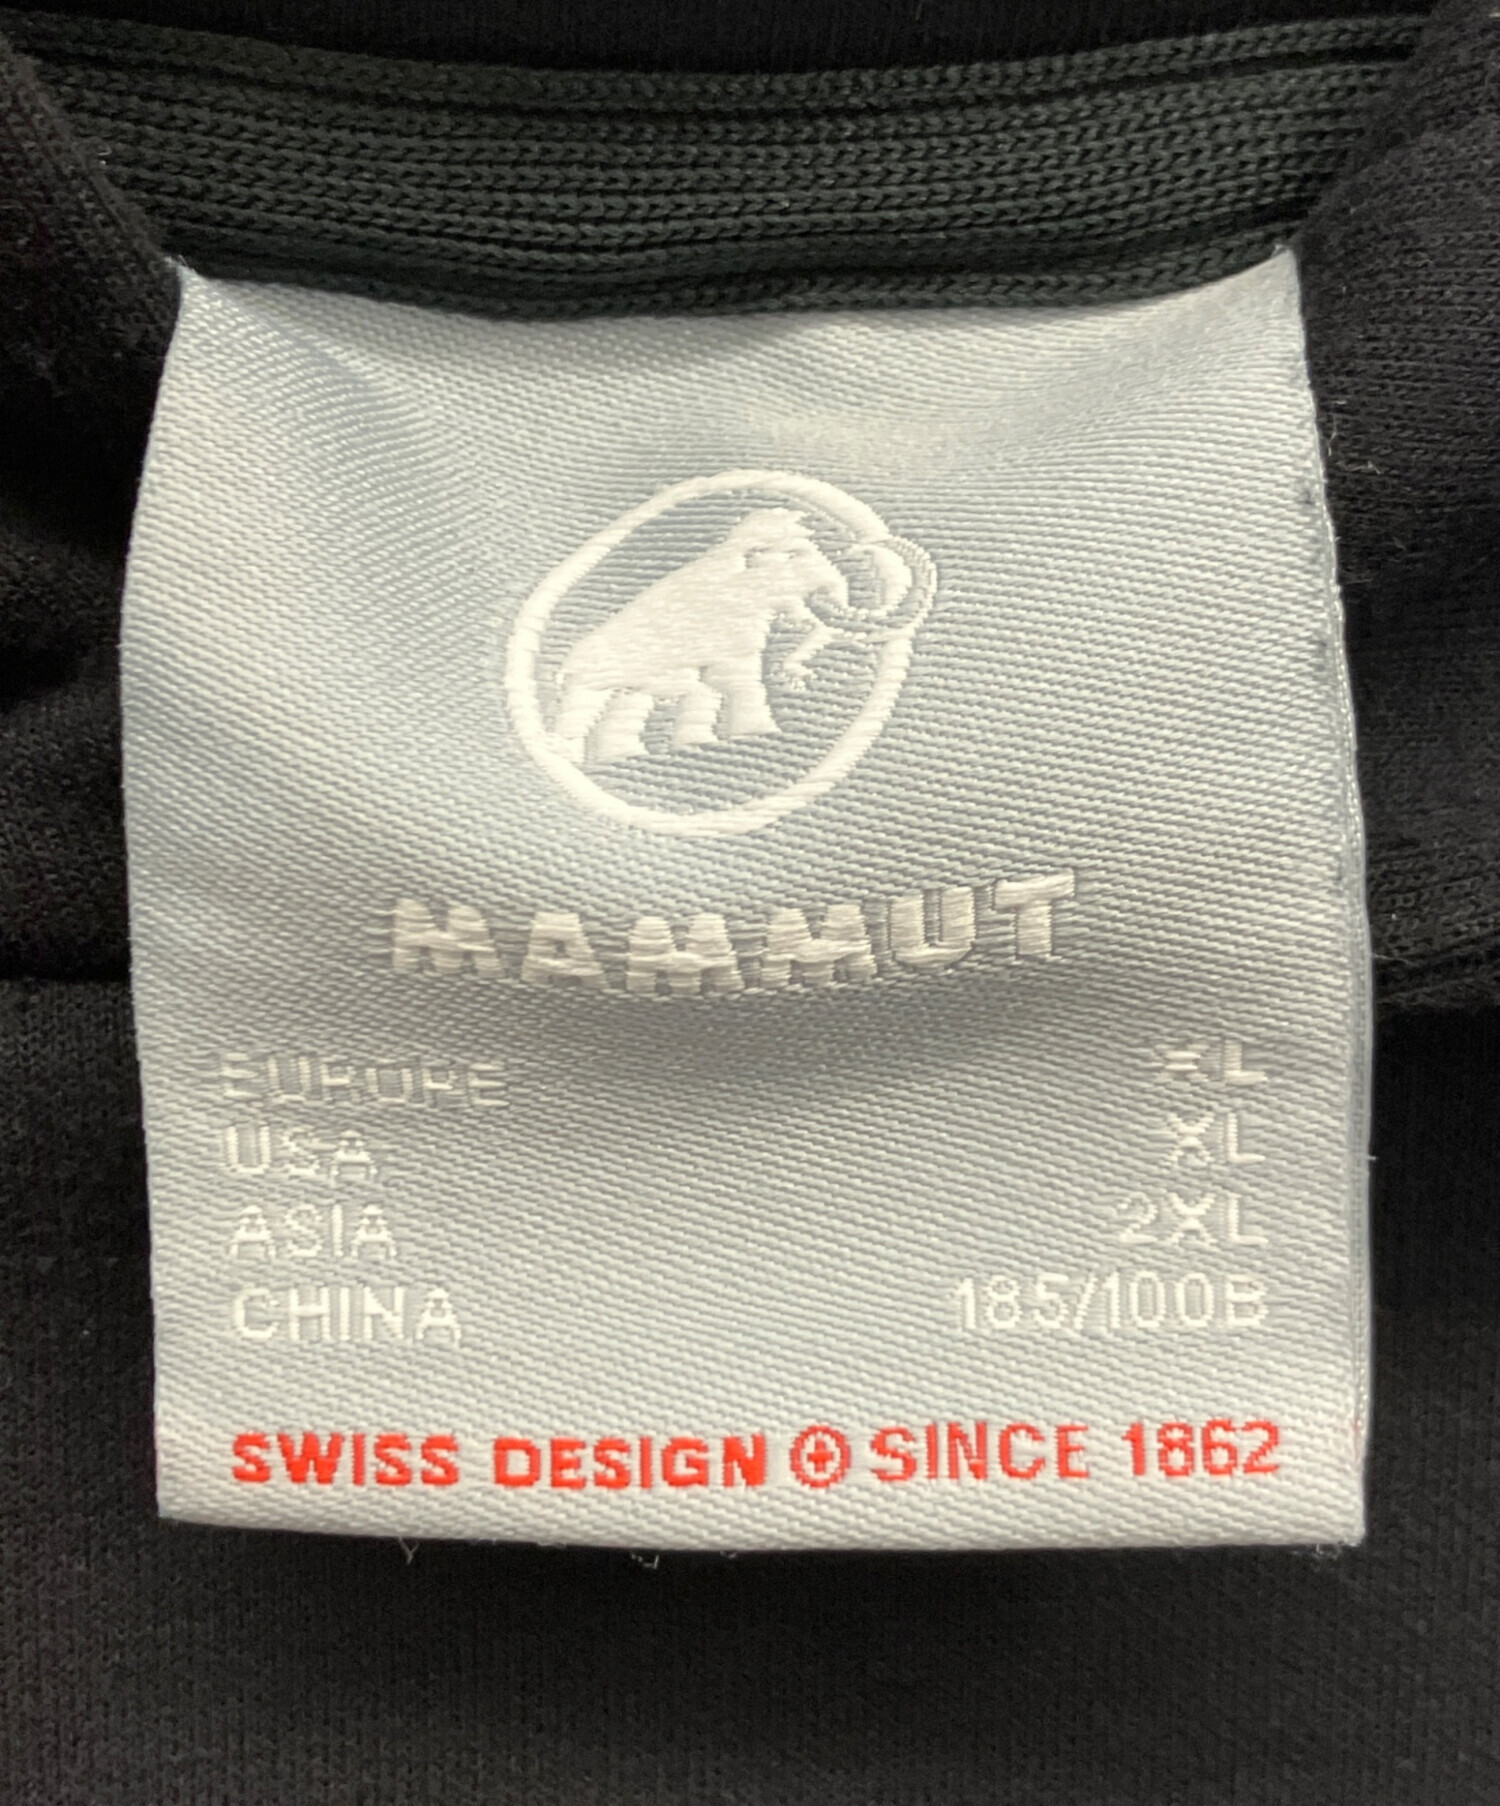 MAMMUT
EUROPE XL
USA XL
ASIA 2XL
CHINA 185/100B
SWISS DESIGN SINCE 1862